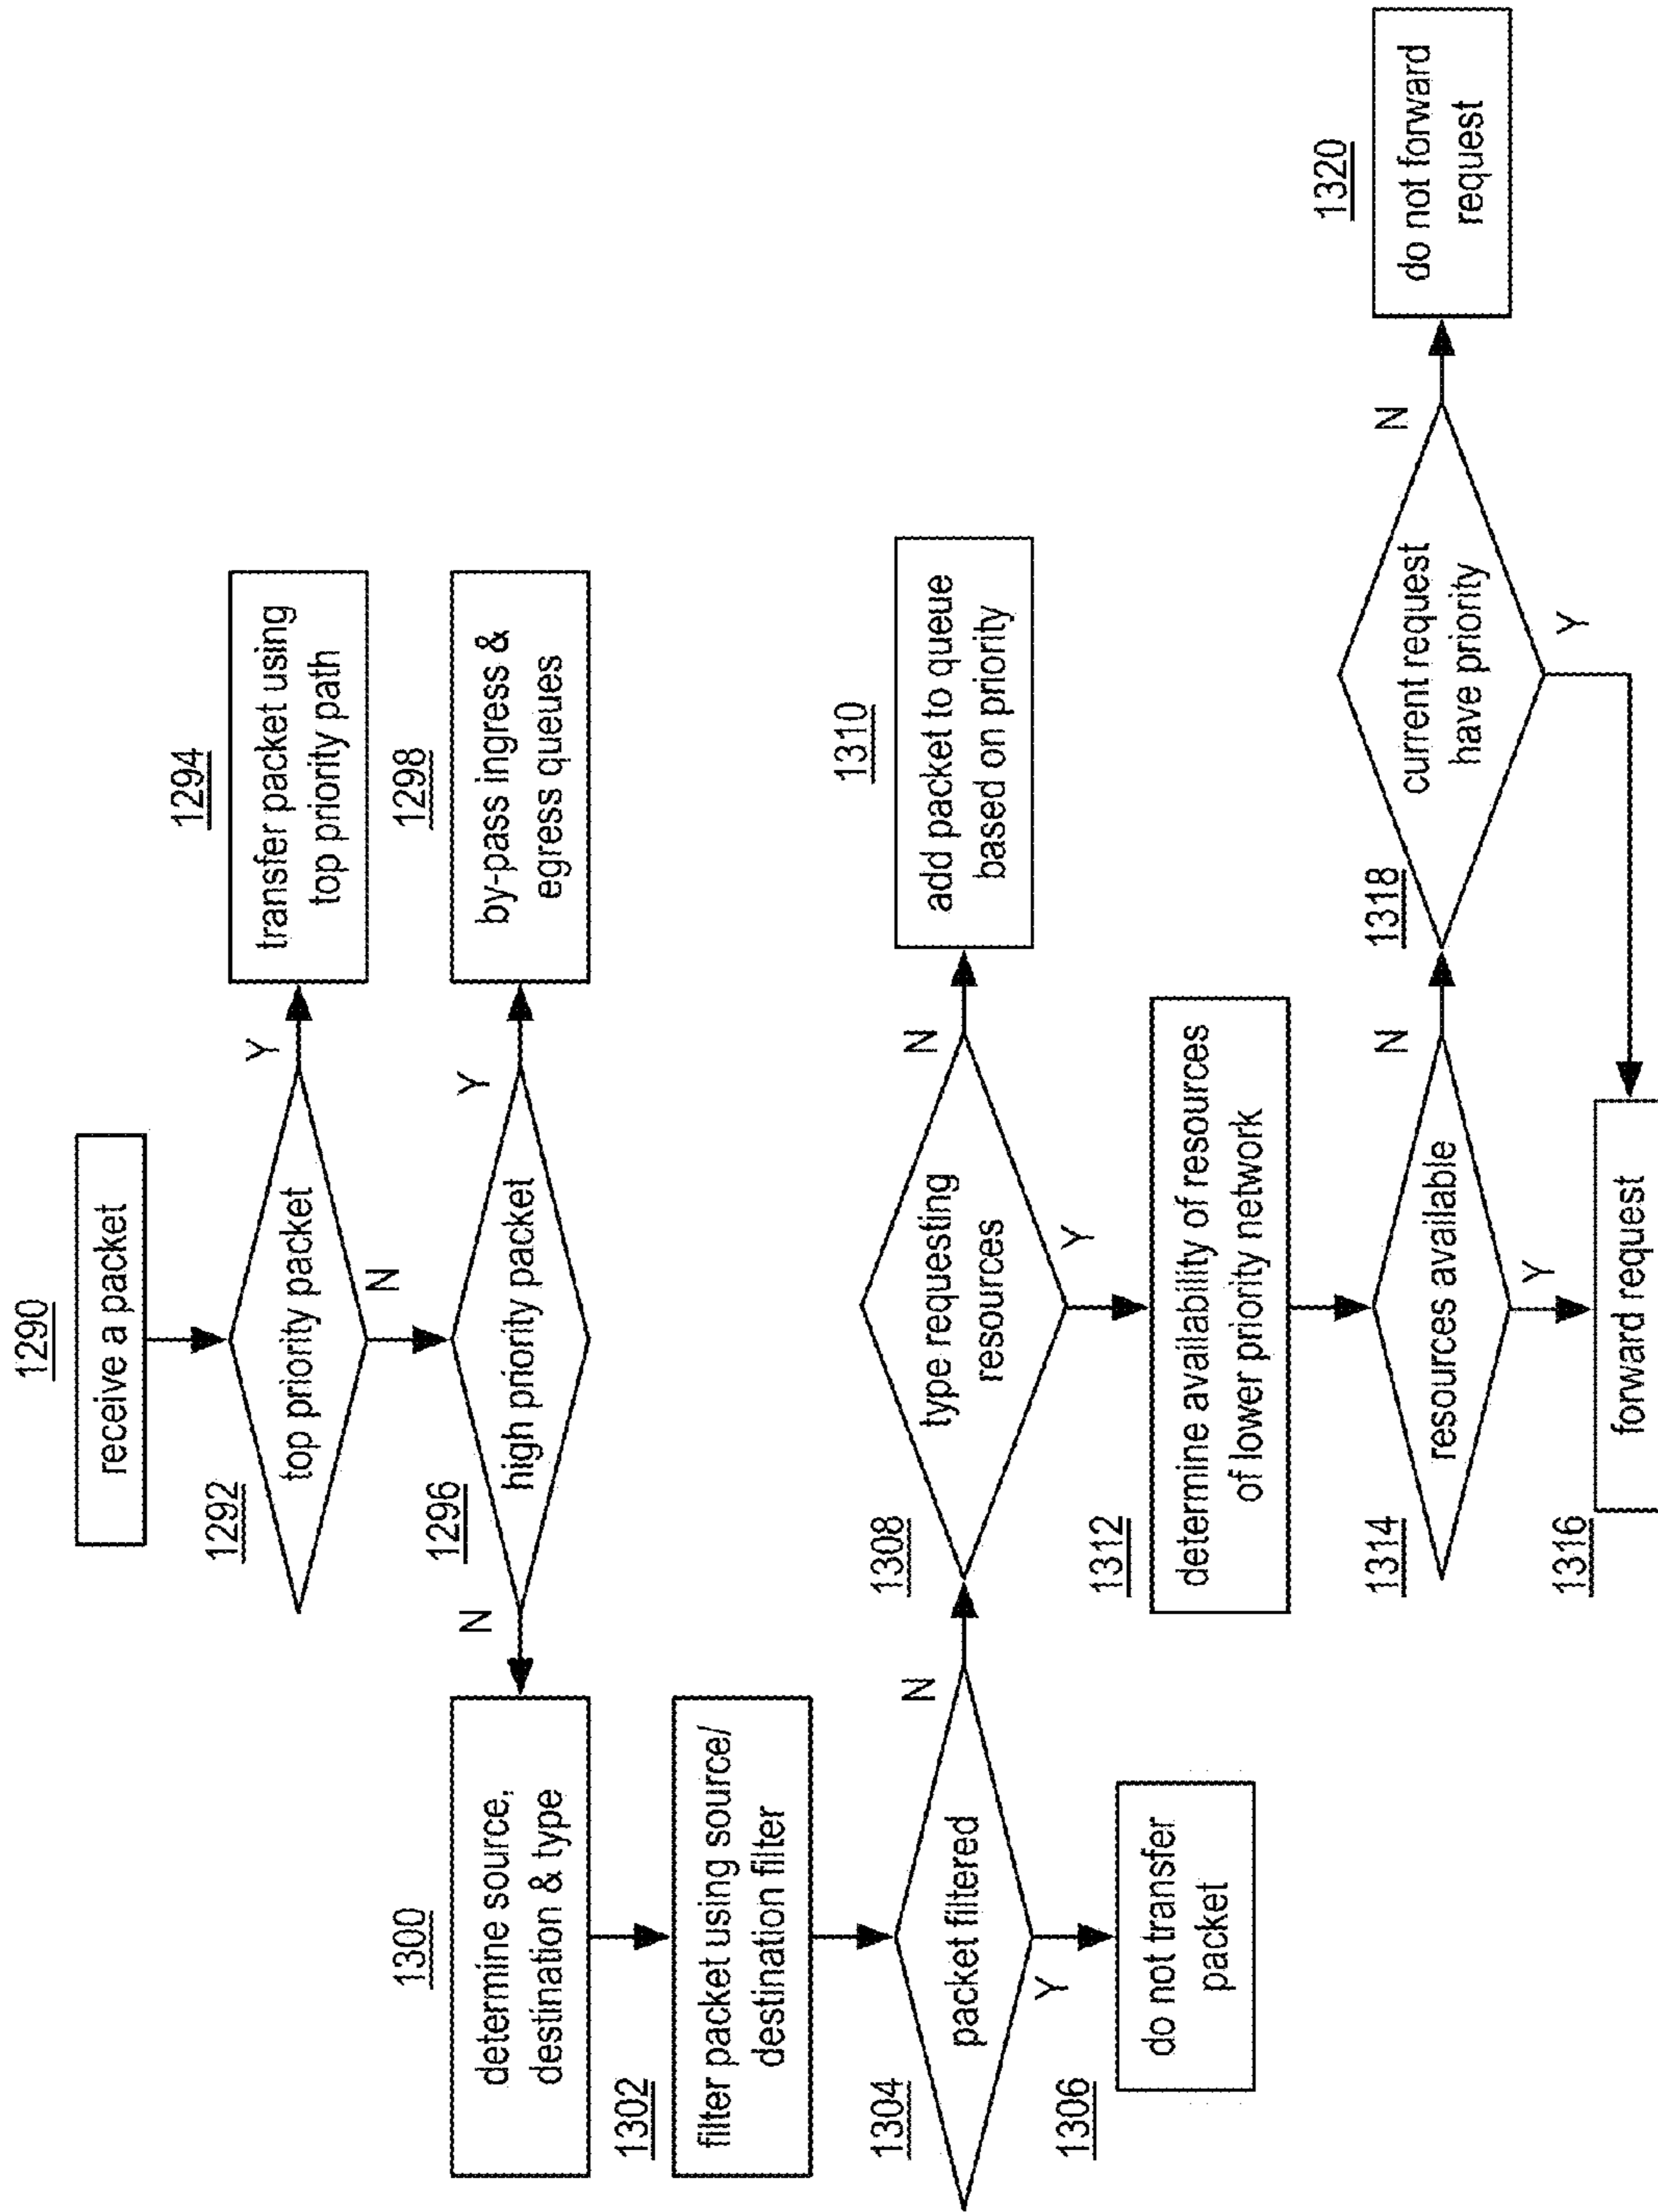 1290
receive a packet
1292
top priority packet
Y
N
1294
transfer packet using
top priority path
1296
high priority packet
Y
N
1298
by-pass ingress &
egress queues
1300
determine source,
destination & type
1302
filter packet using source/
destination filter
1304
packet filtered
N
Y
1306
do not transfer
packet
1308
type requesting
resources
N
Y
1310
add packet to queue
based on priority
1312
determine availability of resources
of lower priority network
1314
resources available
N
Y
1316
forward request
1318
current request
have priority
N
Y
1320
do not forward
request